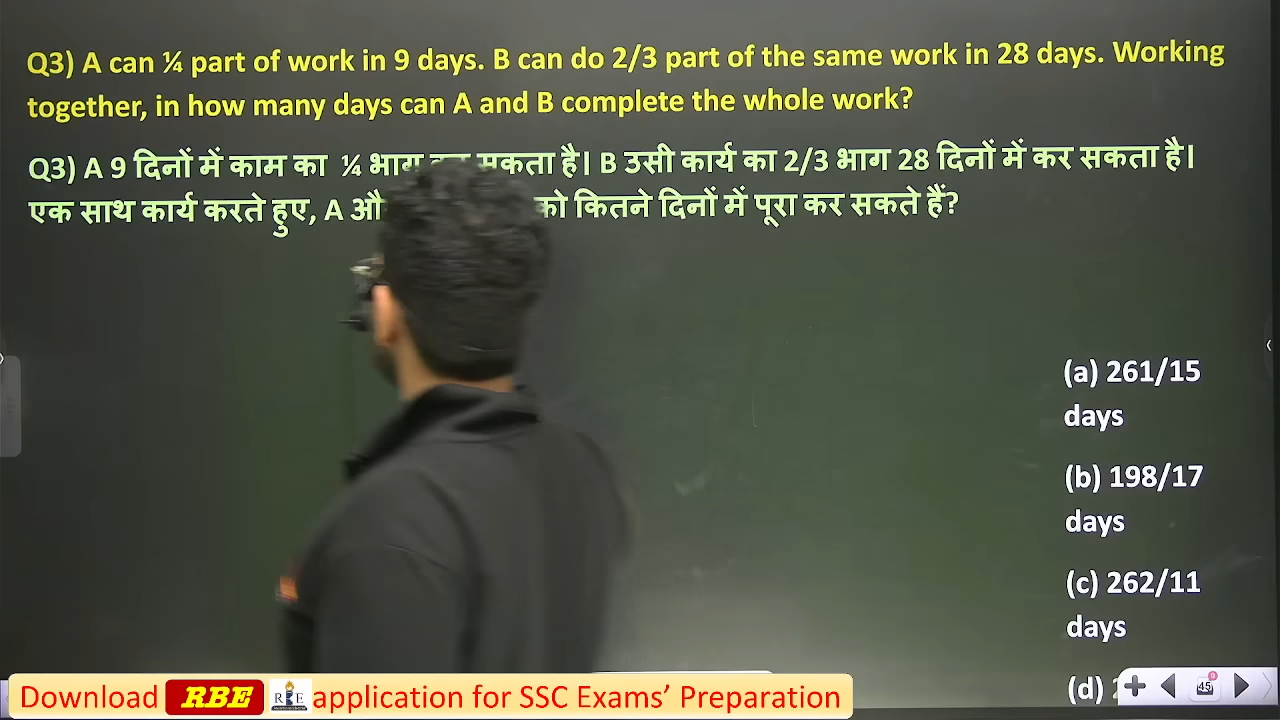 Q3) A can ¼ part of work in 9 days. B can do 2/3 part of the same work in 28 days. Working
together, in how many days can A and B complete the whole work?
Q3) A 9 दिनों में काम का ¼ भाग सकता है। B उसी कार्य का 2/3 भाग 28 दिनों में कर सकता है।
एक साथ कार्य करते हुए, A को कितने दिनों में पूरा कर सकते हैं?
(a) 261/15
days
(b) 198/17
days
(c) 262/11
days
(d)
45
Download RBE RBE application for SSC Exams’ Preparation